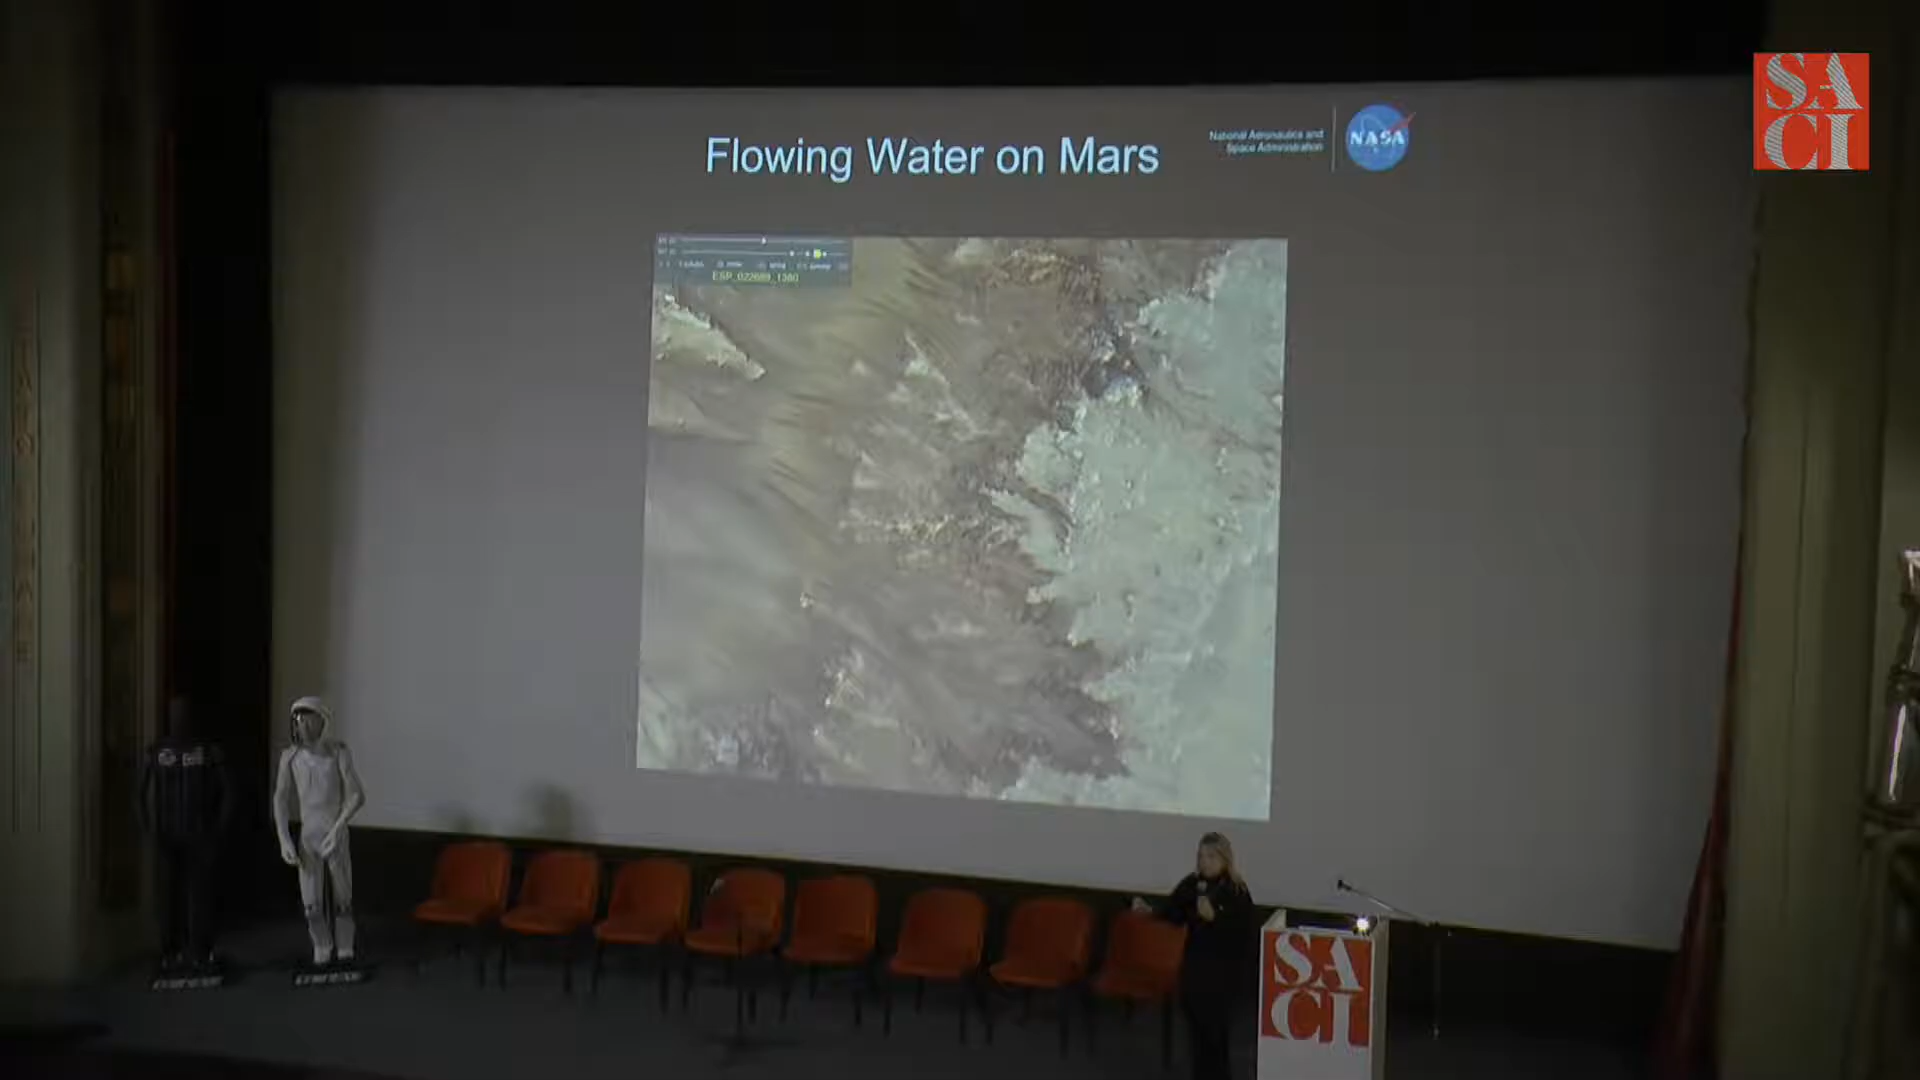 Flowing Water on Mars
National Aeronautics and
Space Administration
NASA
SA
CI
ESP_022689_1380
SA
CI